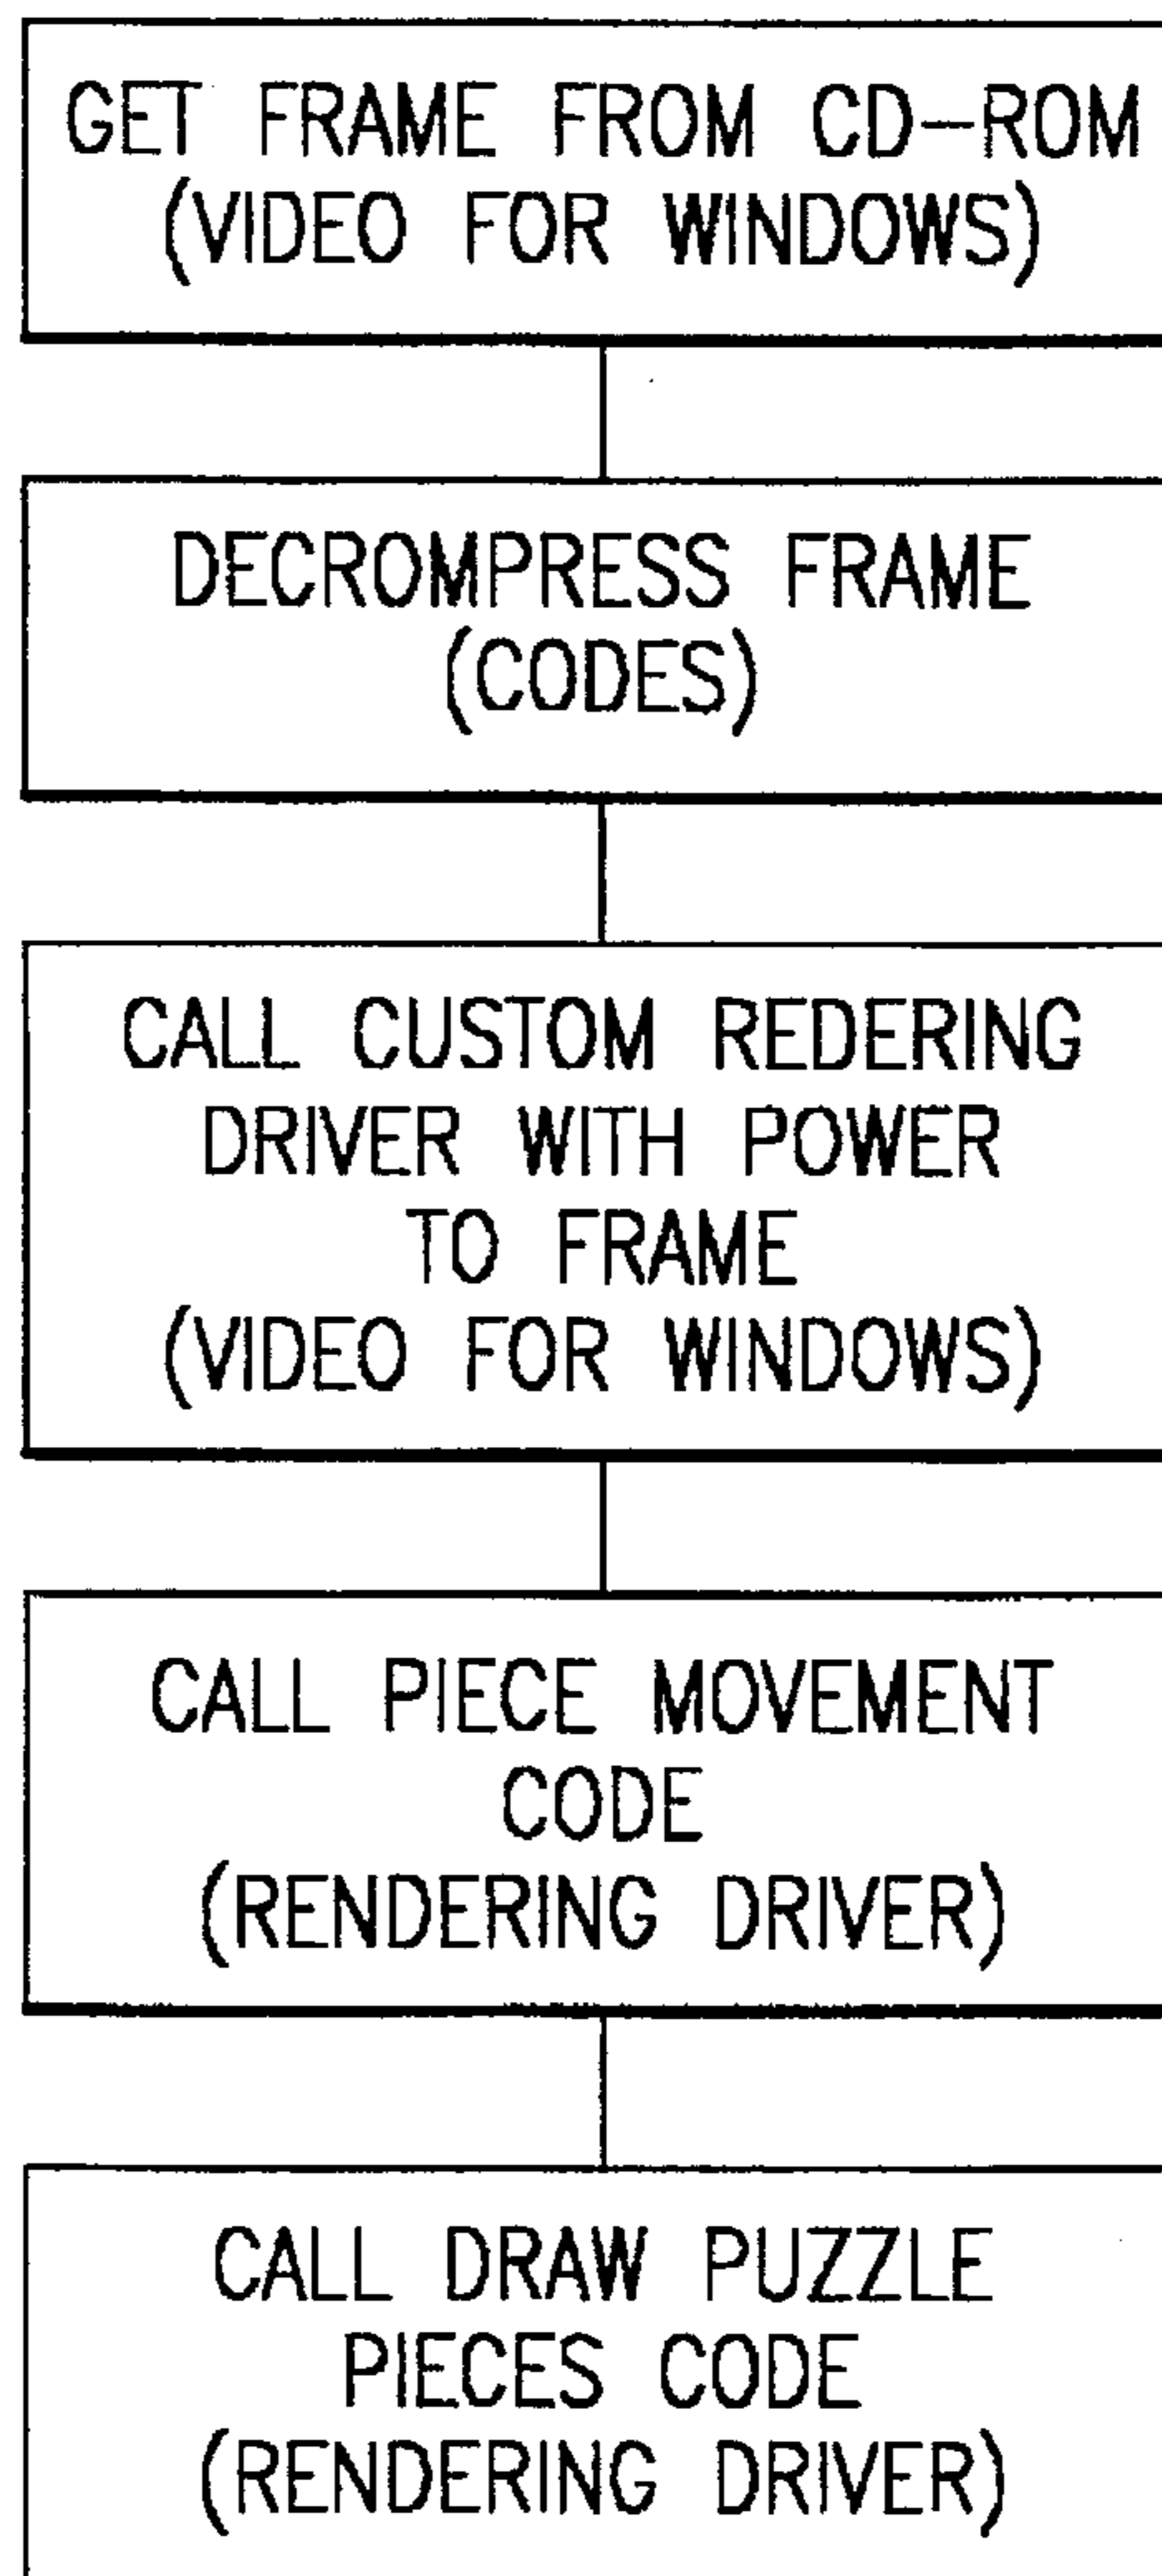 GET FRAME FROM CD-ROM
(VIDEO FOR WINDOWS)
DECROMPRESS FRAME
(CODES)
CALL CUSTOM REDERING
DRIVER WITH POWER
TO FRAME
(VIDEO FOR WINDOWS)
CALL PIECE MOVEMENT
CODE
(RENDERING DRIVER)
CALL DRAW PUZZLE
PIECES CODE
(RENDERING DRIVER)